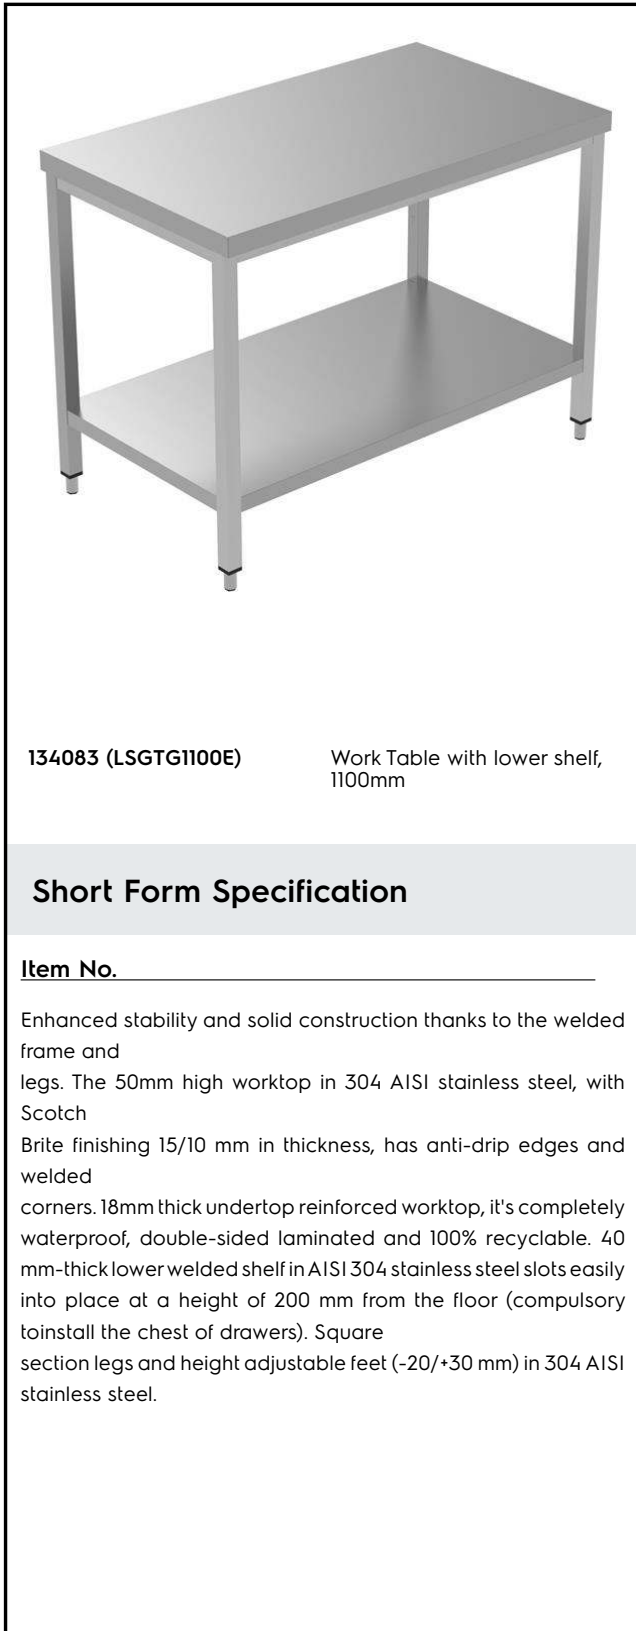 134083 (LSGTG1100E)
Work Table with lower shelf,
1100mm
Short Form Specification
Item No.
Enhanced stability and solid construction thanks to the welded
frame and
legs. The 50mm high worktop in 304 AISI stainless steel, with
Scotch
Brite finishing 15/10 mm in thickness, has anti-drip edges and
welded
corners. 18mm thick undertop reinforced worktop, it's completely
waterproof, double-sided laminated and 100% recyclable. 40
mm-thick lower welded shelf in AISI 304 stainless steel slots easily
into place at a height of 200 mm from the floor (compulsory
toinstall the chest of drawers). Square
section legs and height adjustable feet (-20/+30 mm) in 304 AISI
stainless steel.